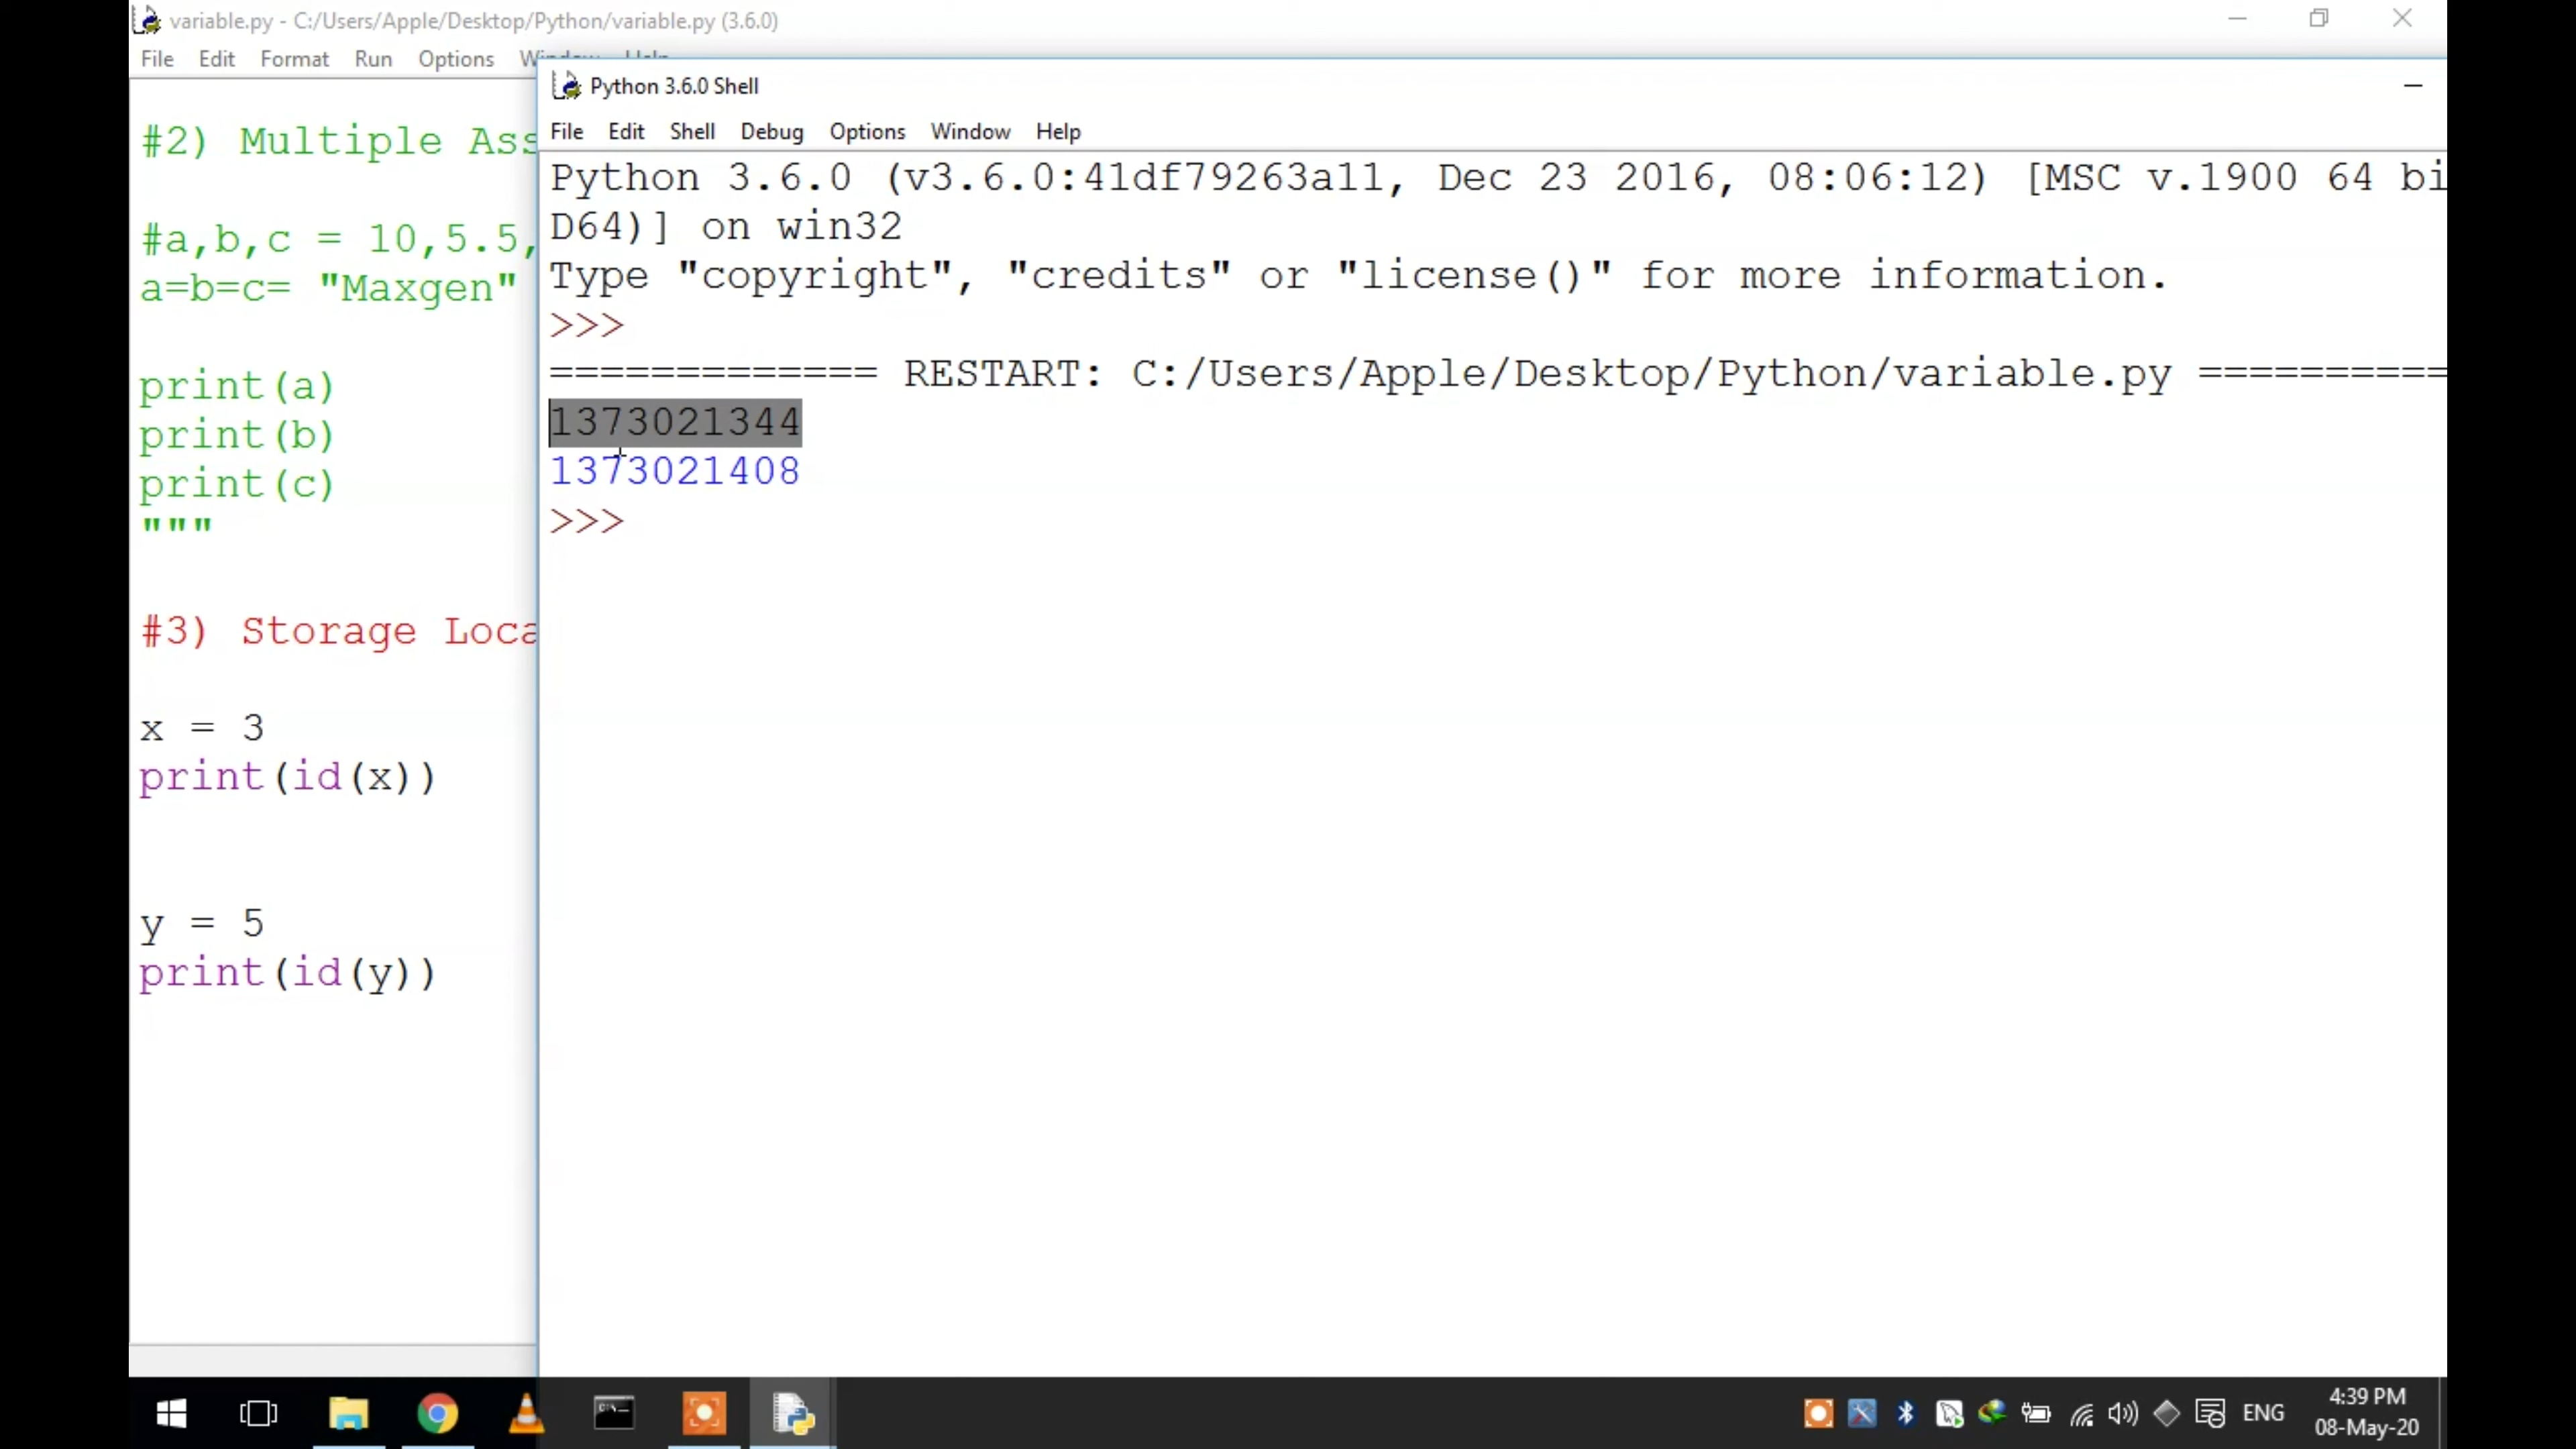 variable.py - C:/Users/Apple/Desktop/Python/variable.py (3.6.0)
File Edit Format Run Options Window Help
#2) Multiple Ass
#a,b,c = 10,5.5,
a=b=c= "Maxgen"
print(a)
print(b)
print(c)
"""
#3) Storage Loca
x = 3
print(id(x))
y = 5
print(id(y))
Python 3.6.0 Shell
File Edit Shell Debug Options Window Help
Python 3.6.0 (v3.6.0:41df79263a11, Dec 23 2016, 08:06:12) [MSC v.1900 64 bi
D64)] on win32
Type "copyright", "credits" or "license()" for more information.
>>>
============= RESTART: C:/Users/Apple/Desktop/Python/variable.py ==========
1373021344
1373021408
>>>
ENG
4:39 PM
08-May-20